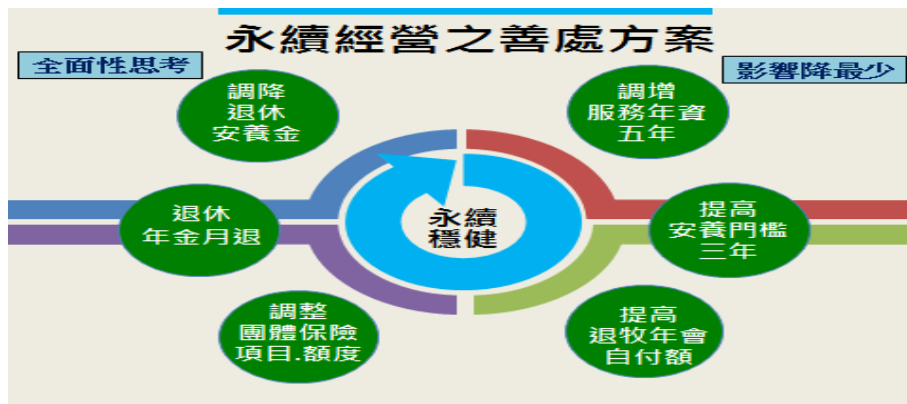 永續經營之善處方案
全面性思考
影響降最少
調降
退休
安養金
調增
服務年資
五年
退休
年金月退
永續
穩健
提高
安養門檻
三年
調整
團體保險
項目.額度
提高
退牧年會
自付額